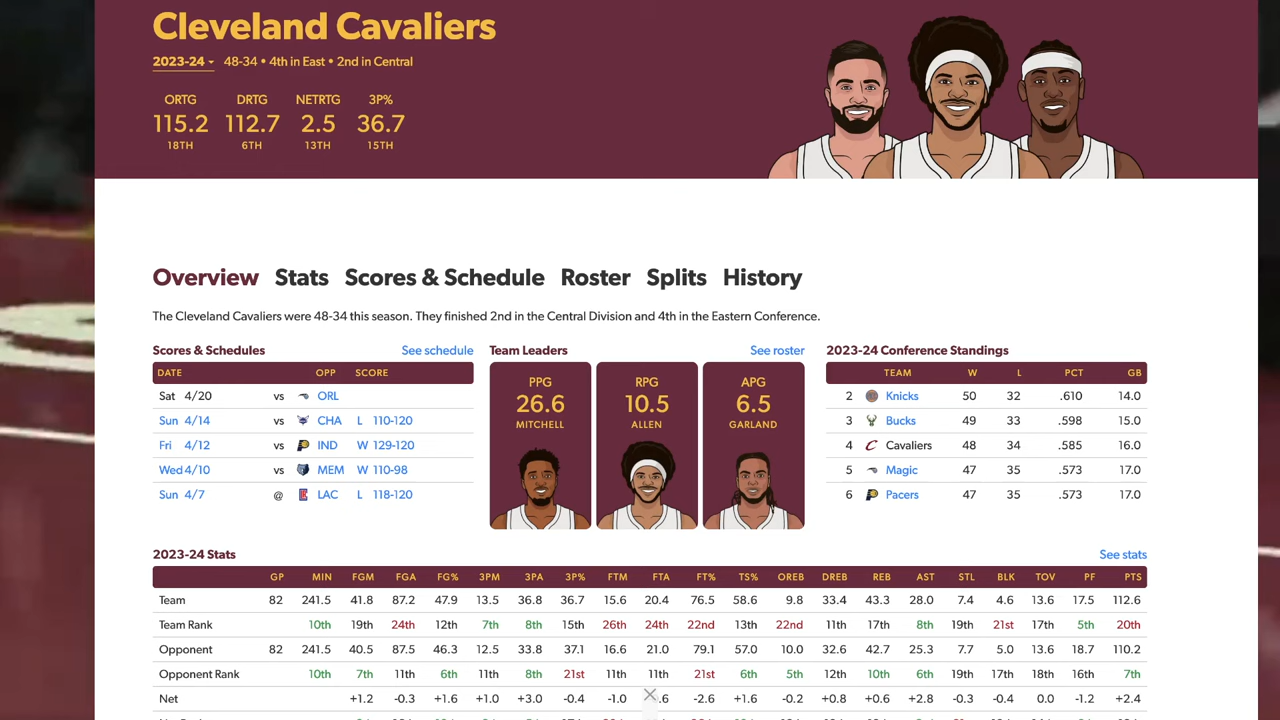 Cleveland Cavaliers
2023-24 48-34 • 4th in East • 2nd in Central
ORTG DRTG NETRTG 3P%
115.2 112.7 2.5 36.7
18TH 6TH 13TH 15TH
Overview Stats Scores & Schedule Roster Splits History
The Cleveland Cavaliers were 48-34 this season. They finished 2nd in the Central Division and 4th in the Eastern Conference.
Scores & Schedules See schedule
DATE OPP SCORE
Sat 4/20 vs ORL
Sun 4/14 vs CHA L 110-120
Fri 4/12 vs IND W 129-120
Wed 4/10 vs MEM W 110-98
Sun 4/7 @ LAC L 118-120
Team Leaders See roster
PPG RPG APG
26.6 10.5 6.5
MITCHELL ALLEN GARLAND
2023-24 Conference Standings
TEAM W L PCT GB
2 Knicks 50 32 .610 14.0
3 Bucks 49 33 .598 15.0
4 Cavaliers 48 34 .585 16.0
5 Magic 47 35 .573 17.0
6 Pacers 47 35 .573 17.0
2023-24 Stats See stats
GP MIN FGM FGA FG% 3PM 3PA 3P% FTM FTA FT% TS% OREB DREB REB AST STL BLK TOV PF PTS
Team 82 241.5 41.8 87.2 47.9 13.5 36.8 36.7 15.6 20.4 76.5 58.6 9.8 33.4 43.3 28.0 7.4 4.6 13.6 17.5 112.6
Team Rank 10th 19th 24th 12th 7th 8th 15th 26th 24th 22nd 13th 22nd 11th 17th 8th 19th 21st 17th 5th 20th
Opponent 82 241.5 40.5 87.5 46.3 12.5 33.8 37.1 16.6 21.0 79.1 57.0 10.0 32.6 42.7 25.3 7.7 5.0 13.6 18.7 110.2
Opponent Rank 10th 7th 11th 6th 11th 8th 21st 11th 11th 21st 6th 5th 12th 10th 6th 19th 17th 18th 16th 7th
Net +1.2 -0.3 +1.6 +1.0 +3.0 -0.4 -1.0 -2.6 +1.6 -0.2 +0.8 +0.6 +2.8 -0.3 -0.4 0.0 -1.2 +2.4